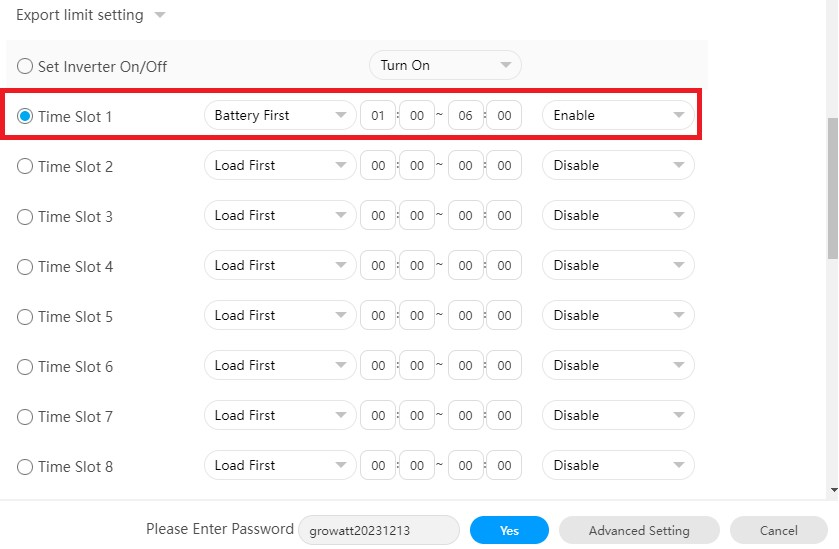 Export limit setting
Set Inverter On/Off Turn On
Time Slot 1 Battery First 01 : 00 ~ 06 : 00 Enable
Time Slot 2 Load First 00 : 00 ~ 00 : 00 Disable
Time Slot 3 Load First 00 : 00 ~ 00 : 00 Disable
Time Slot 4 Load First 00 : 00 ~ 00 : 00 Disable
Time Slot 5 Load First 00 : 00 ~ 00 : 00 Disable
Time Slot 6 Load First 00 : 00 ~ 00 : 00 Disable
Time Slot 7 Load First 00 : 00 ~ 00 : 00 Disable
Time Slot 8 Load First 00 : 00 ~ 00 : 00 Disable
Please Enter Password growatt20231213 Yes Advanced Setting Cancel